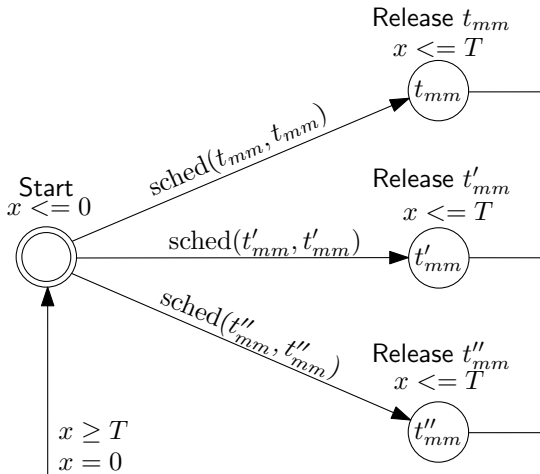 Release t_{mm}
x <= T
t_{mm}
sched(t_{mm}, t_{mm})
Start
x <= 0
Release t'_{mm}
x <= T
sched(t'_{mm}, t'_{mm})
t'_{mm}
sched(t''_{mm}, t''_{mm})
Release t''_{mm}
x <= T
t''_{mm}
x ≥ T
x = 0